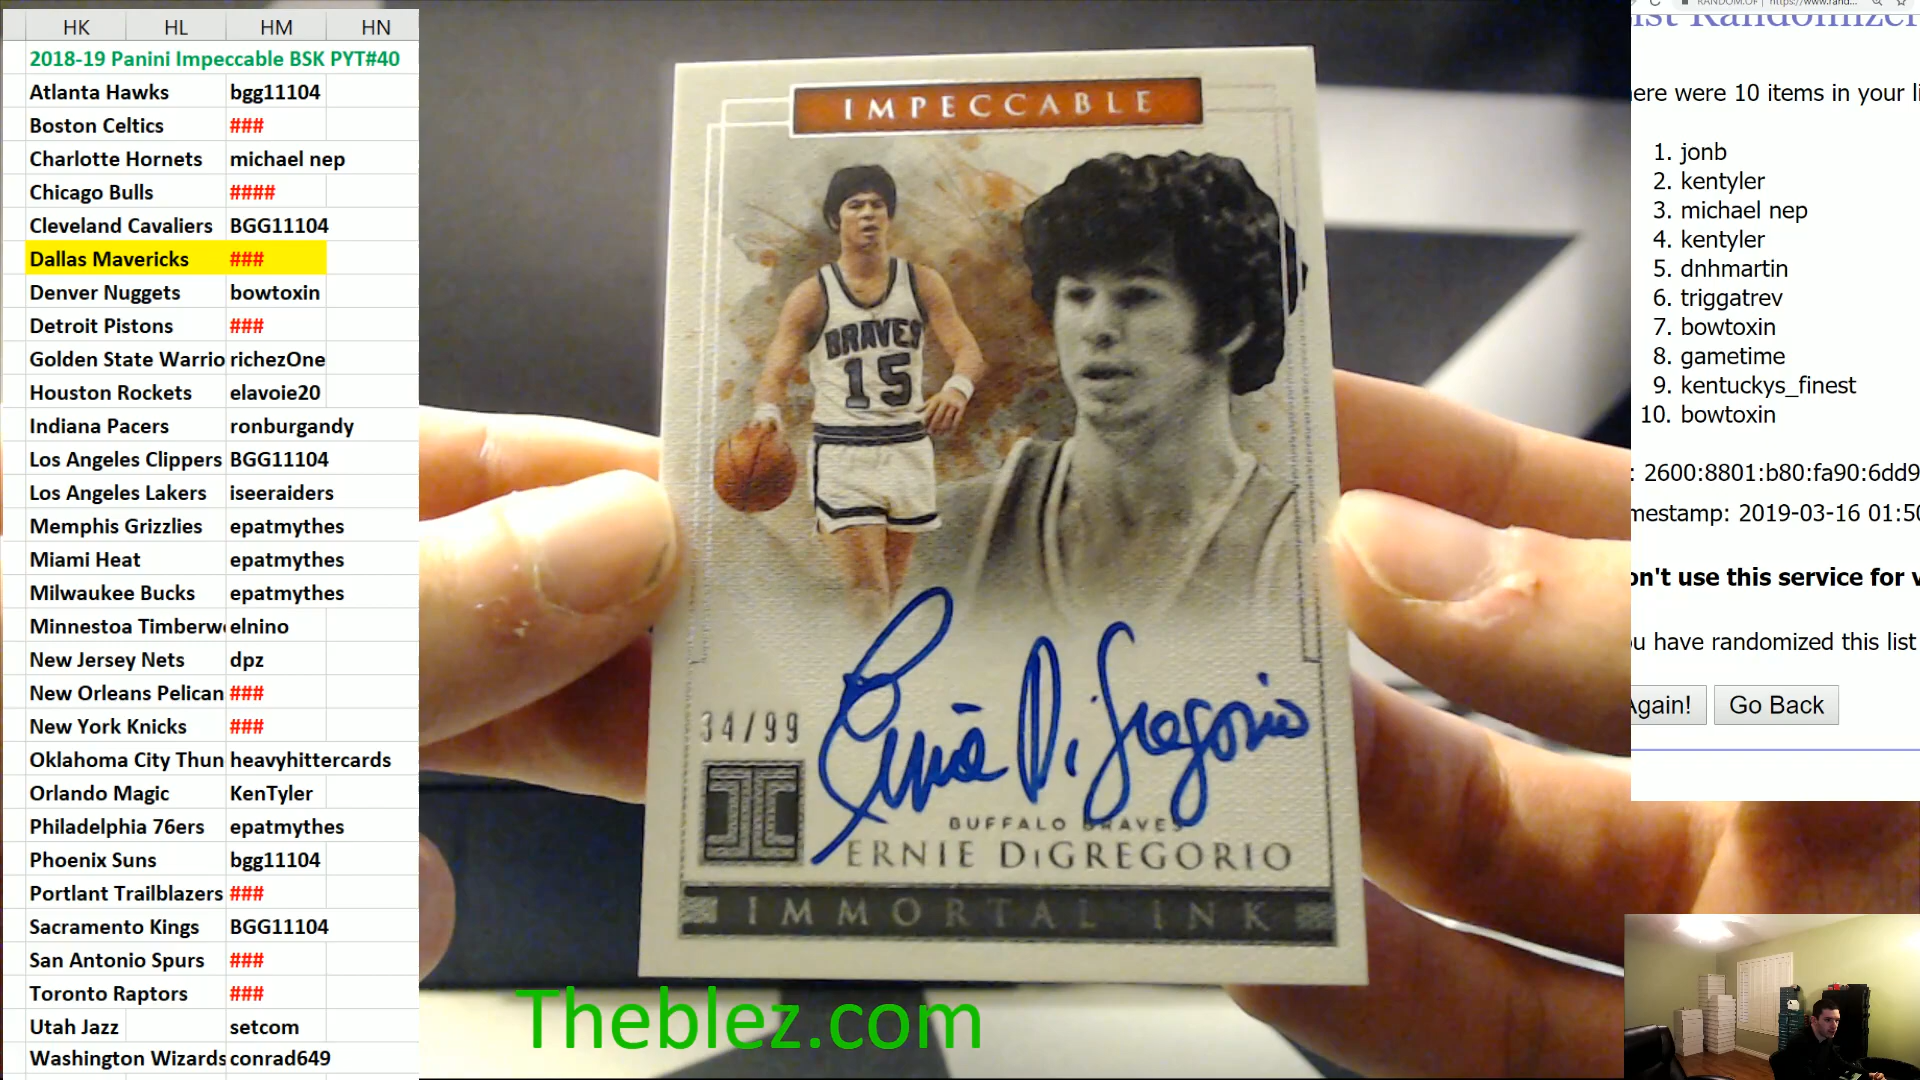 HK HL HM HN
2018-19 Panini Impeccable BSK PYT#40
Atlanta Hawks bgg11104
Boston Celtics ###
Charlotte Hornets michael nep
Chicago Bulls ####
Cleveland Cavaliers BGG11104
Dallas Mavericks ###
Denver Nuggets bowtoxin
Detroit Pistons ###
Golden State Warrio richezOne
Houston Rockets elavoie20
Indiana Pacers ronburgandy
Los Angeles Clippers BGG11104
Los Angeles Lakers iseeraiders
Memphis Grizzlies epatmythes
Miami Heat epatmythes
Milwaukee Bucks epatmythes
Minnestoa Timberw elnino
New Jersey Nets dpz
New Orleans Pelican ###
New York Knicks ###
Oklahoma City Thun heavyhittercards
Orlando Magic KenTyler
Philadelphia 76ers epatmythes
Phoenix Suns bgg11104
Portlant Trailblazers ###
Sacramento Kings BGG11104
San Antonio Spurs ###
Toronto Raptors ###
Utah Jazz setcom
Washington Wizards conrad649
IMPECCABLE
BRAVES
15
34/99
Ernie DiGregorio
BUFFALO BRAVES
ERNIE DiGREGORIO
IMMORTAL INK
Theblez.com
ist Randomizer
ere were 10 items in your li
1. jonb
2. kentyler
3. michael nep
4. kentyler
5. dnhmartin
6. triggatrev
7. bowtoxin
8. gametime
9. kentuckys_finest
10. bowtoxin
: 2600:8801:b80:fa90:6dd9
mestamp: 2019-03-16 01:50
on't use this service for
u have randomized this list
Again! Go Back